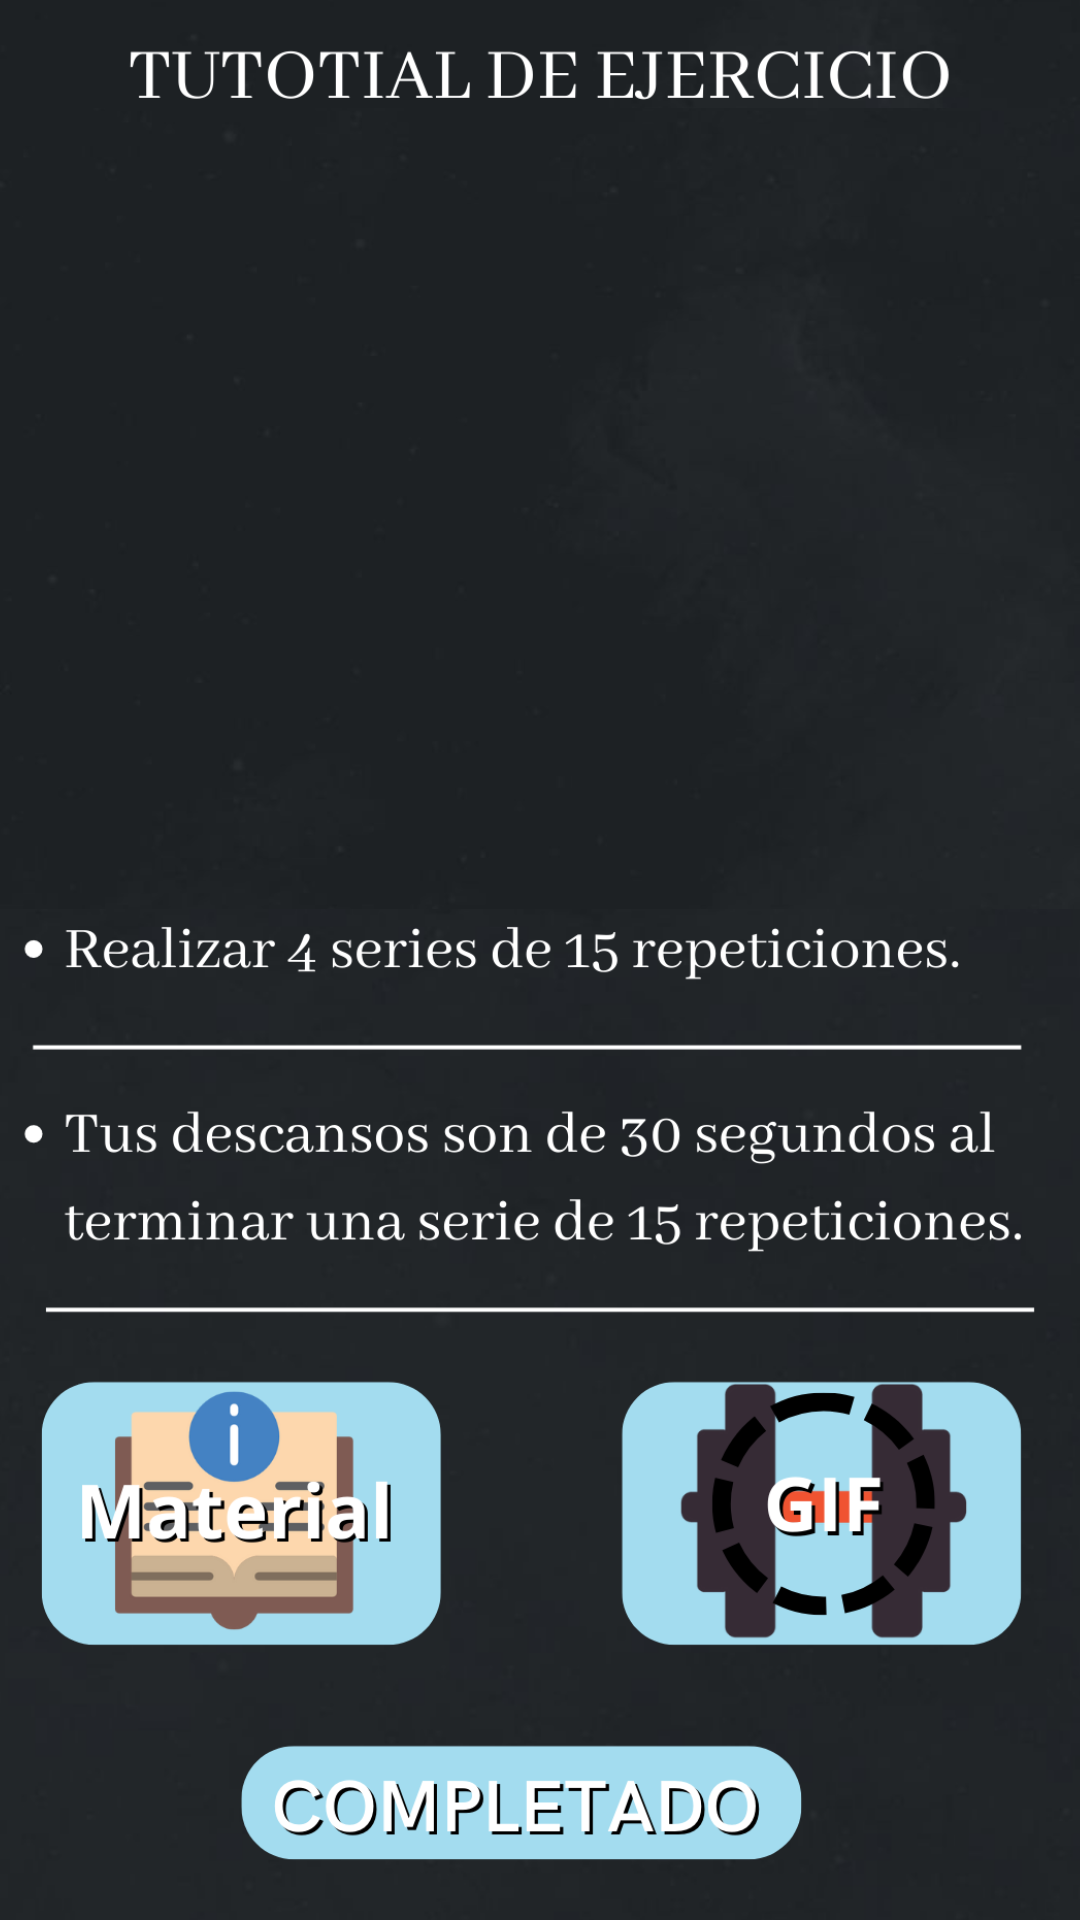 TUTOTIAL DE EJERCICIO
• Realizar 4 series de 15 repeticiones.
• Tus descansos son de 30 segundos al
terminar una serie de 15 repeticiones.
i
Material
GIF
COMPLETADO